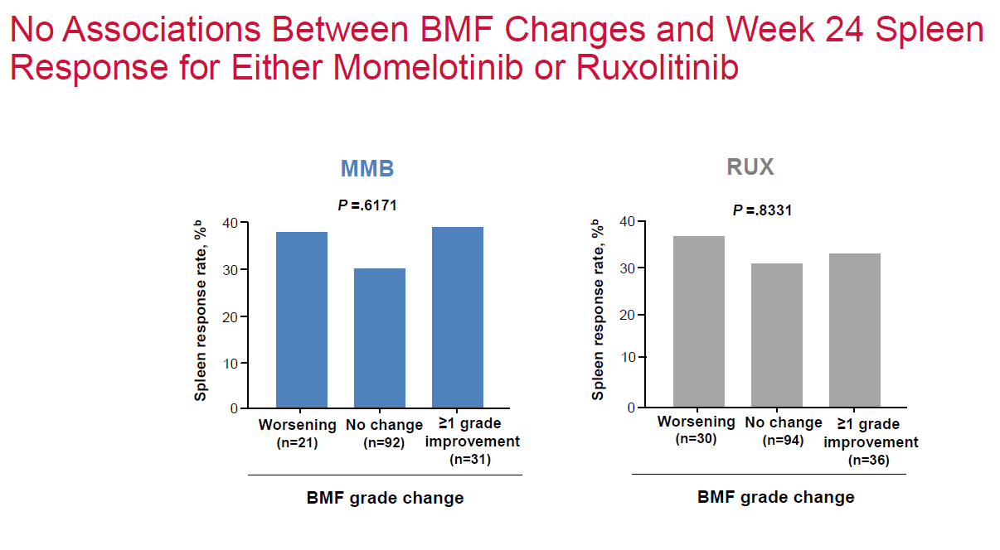 No Associations Between BMF Changes and Week 24 Spleen
Response for Either Momelotinib or Ruxolitinib
MMB
P =.6171
Spleen response rate, %b
40
30
20
10
0
Worsening
(n=21)
No change
(n=92)
≥1 grade
improvement
(n=31)
BMF grade change
RUX
P =.8331
Spleen response rate, %b
40
30
20
10
0
Worsening
(n=30)
No change
(n=94)
≥1 grade
improvement
(n=36)
BMF grade change